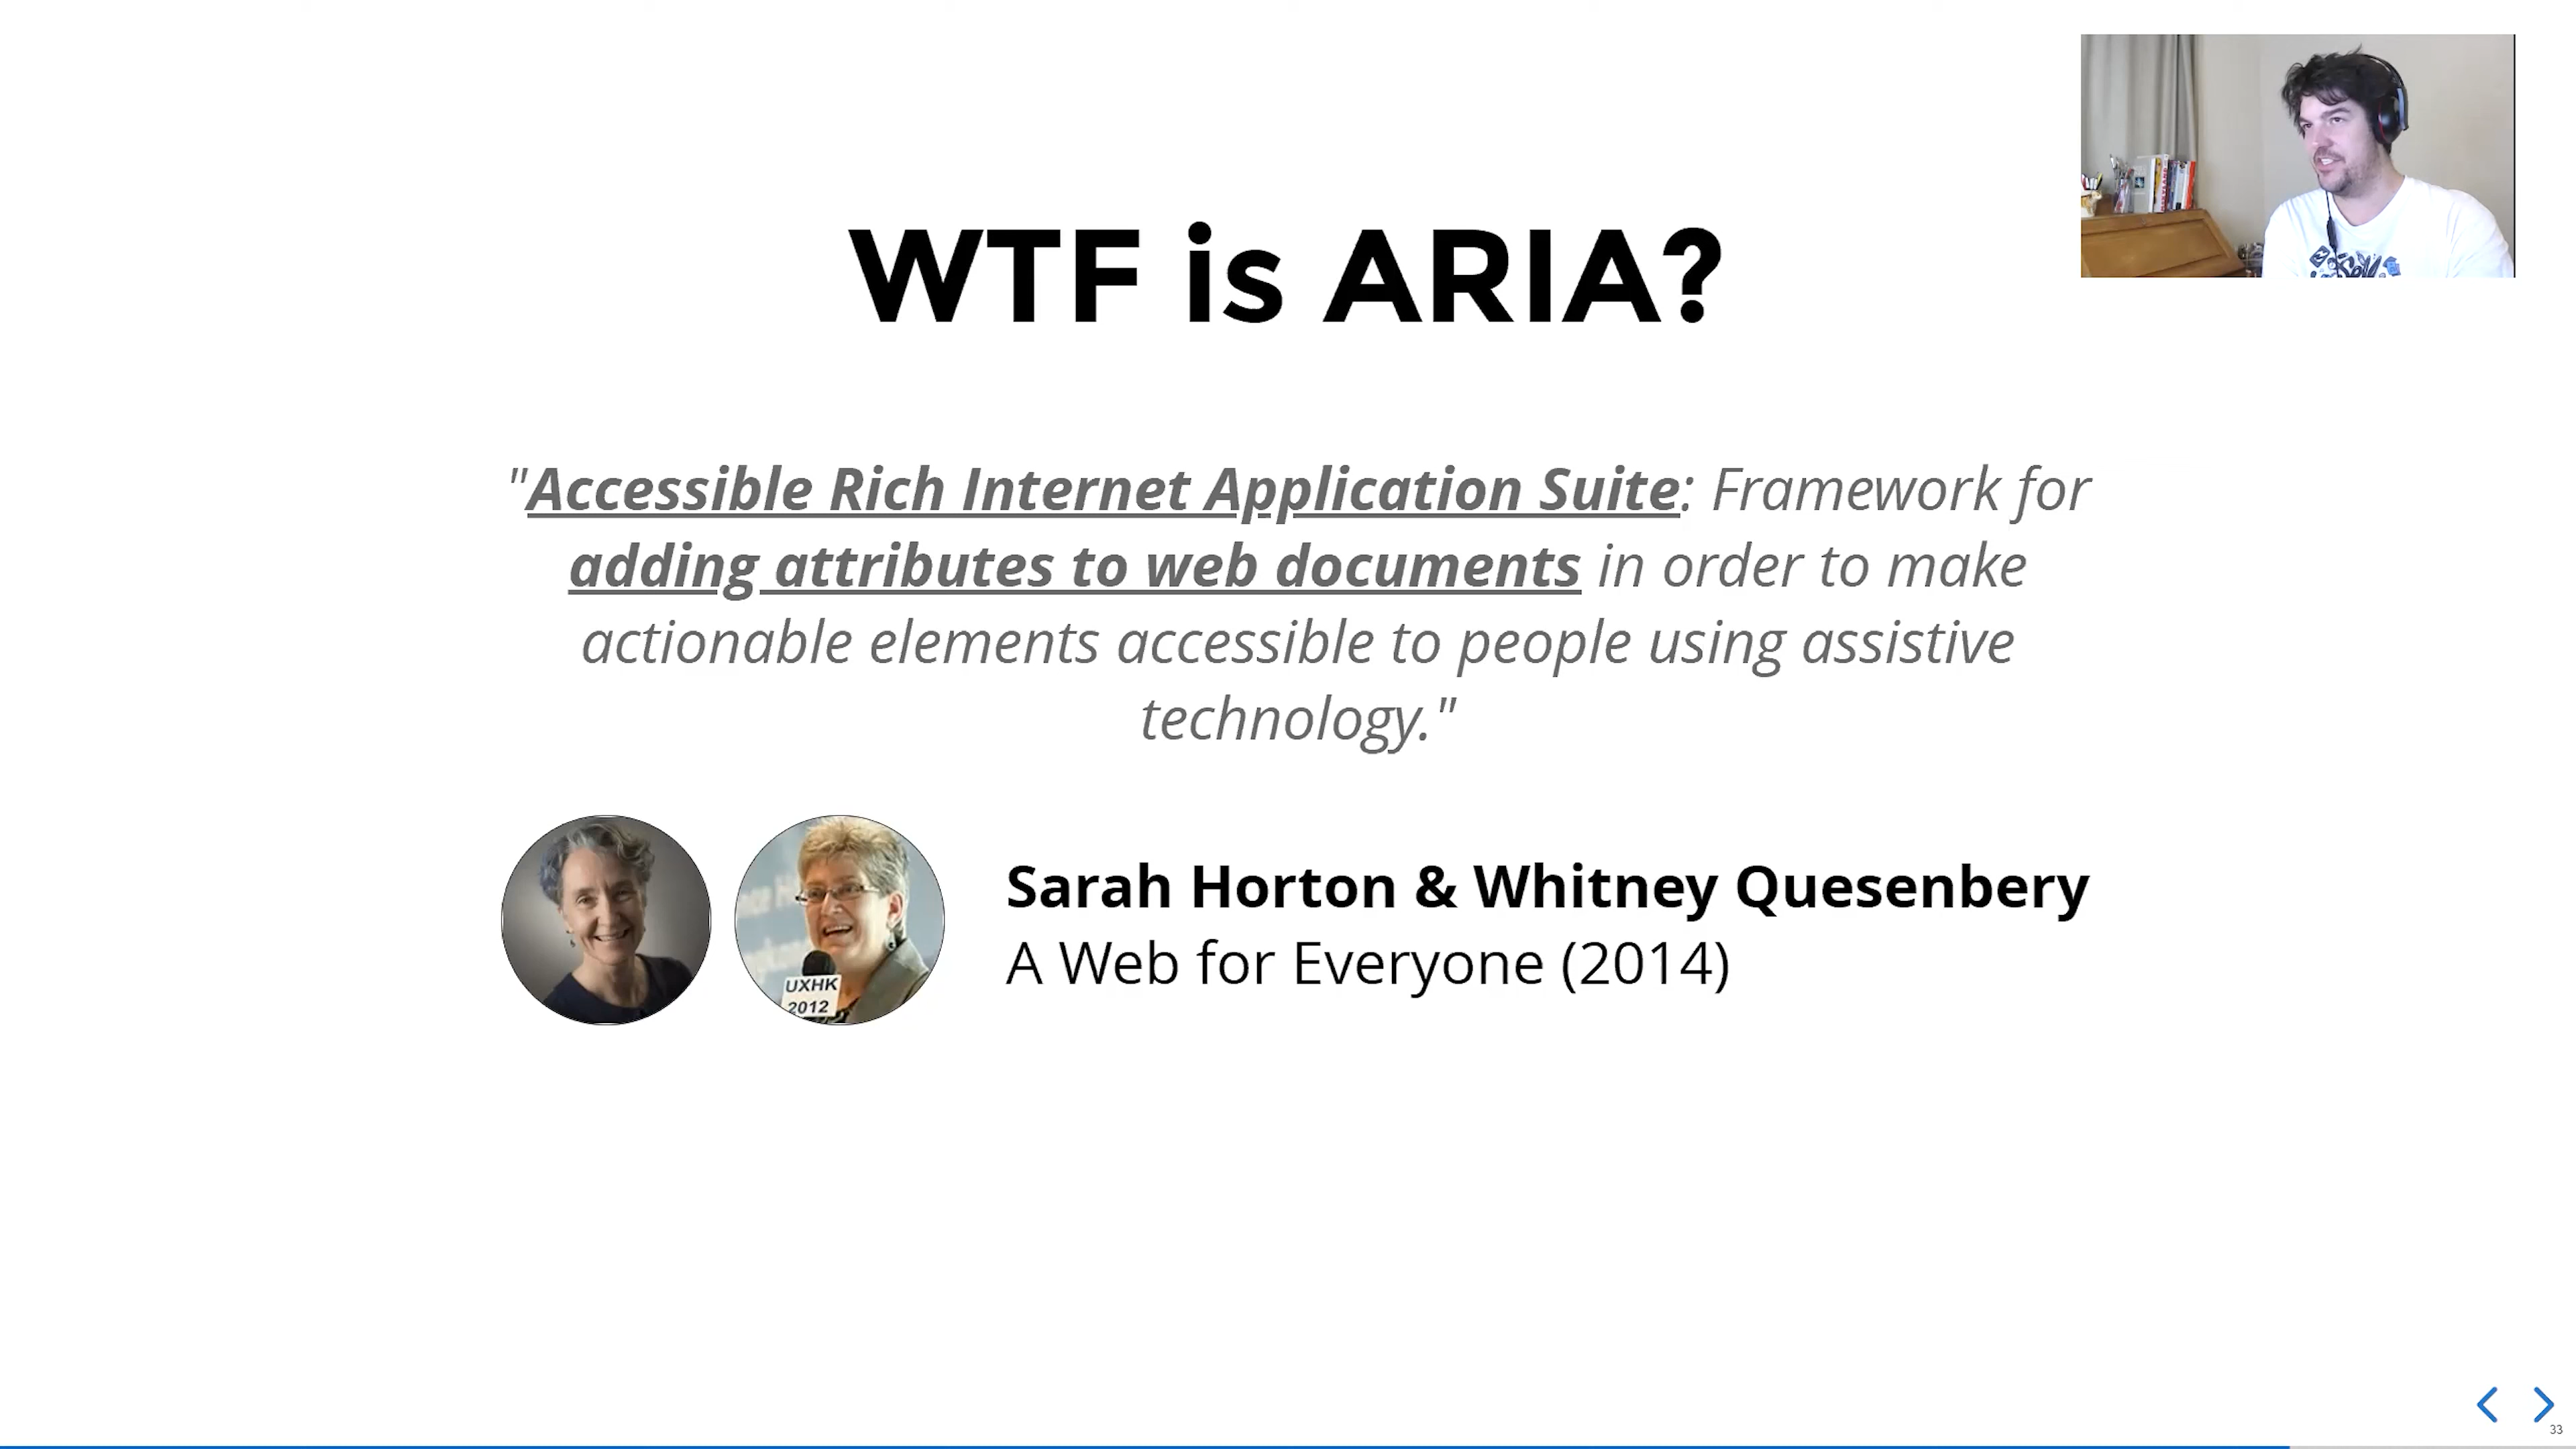 WTF is ARIA?
"Accessible Rich Internet Application Suite: Framework for
adding attributes to web documents in order to make
actionable elements accessible to people using assistive
technology."
UXHK
2012
Sarah Horton & Whitney Quesenbery
A Web for Everyone (2014)
33